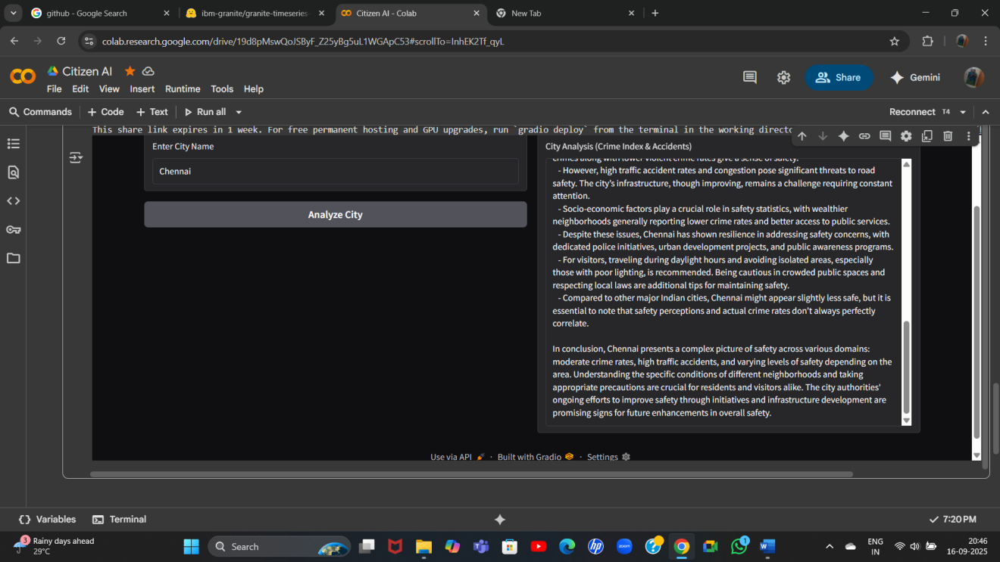 github - Google Search
ibm-granite/granite-timeseries-
Citizen AI - Colab
New Tab
colab.research.google.com/drive/19d8pMswQoJSByF_Z25yBg5uL1WGApC53#scrollTo=InhEK2Tf_qyL
Citizen AI
File Edit View Insert Runtime Tools Help
Share
Gemini
Commands + Code + Text Run all
Reconnect T4
This share link expires in 1 week. For free permanent hosting and GPU upgrades, run `gradio deploy` from the terminal in the working directo
Enter City Name
Chennai
Analyze City
City Analysis (Crime Index & Accidents)
crimes along with lower violent crime rates give a sense of safety.
- However, high traffic accident rates and congestion pose significant threats to road
safety. The city's infrastructure, though improving, remains a challenge requiring constant
attention.
- Socio-economic factors play a crucial role in safety statistics, with wealthier
neighborhoods generally reporting lower crime rates and better access to public services.
- Despite these issues, Chennai has shown resilience in addressing safety concerns, with
dedicated police initiatives, urban development projects, and public awareness programs.
- For visitors, traveling during daylight hours and avoiding isolated areas, especially
those with poor lighting, is recommended. Being cautious in crowded public spaces and
respecting local laws are additional tips for maintaining safety.
- Compared to other major Indian cities, Chennai might appear slightly less safe, but it is
essential to note that safety perceptions and actual crime rates don't always perfectly
correlate.
In conclusion, Chennai presents a complex picture of safety across various domains:
moderate crime rates, high traffic accidents, and varying levels of safety depending on the
area. Understanding the specific conditions of different neighborhoods and taking
appropriate precautions are crucial for residents and visitors alike. The city authorities'
ongoing efforts to improve safety through initiatives and infrastructure development are
promising signs for future enhancements in overall safety.
Use via API · Built with Gradio · Settings
Variables
Terminal
7:20 PM
3
Rainy days ahead
29°C
Search
hp
zoom
1
ENG
IN
20:46
16-09-2025